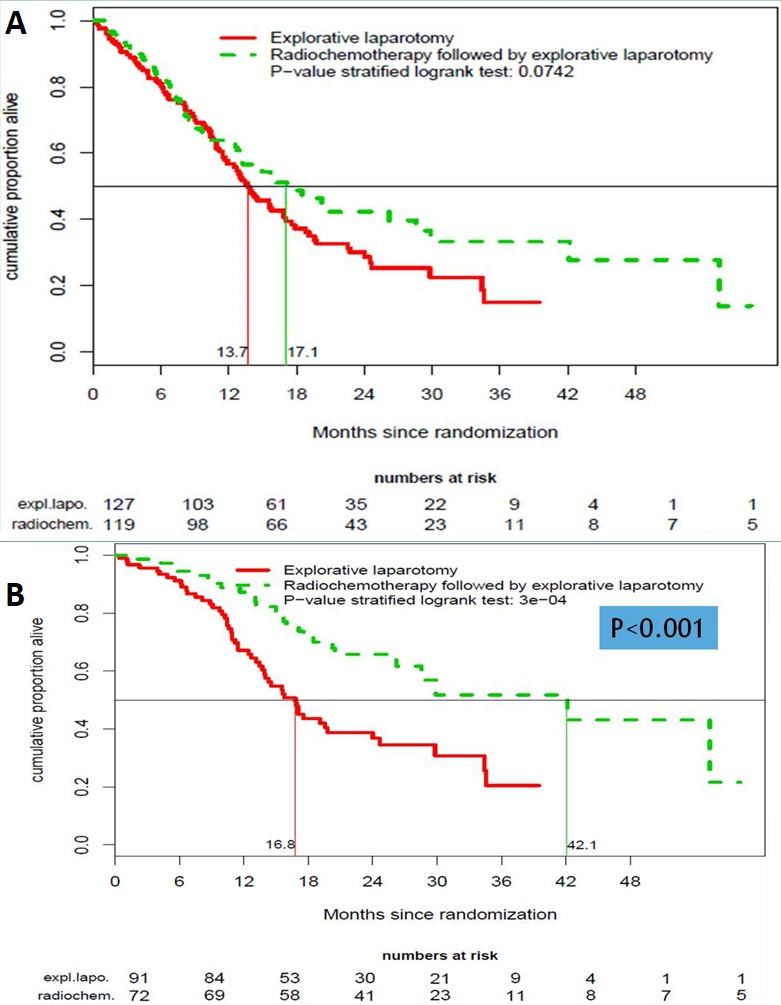 A
Explorative laparotomy
Radiochemotherapy followed by explorative laparotomy
P−value stratified logrank test: 0.0742
cumulative proportion alive
1.0
0.8
0.6
0.4
0.2
0.0
13.7 17.1
0 6 12 18 24 30 36 42 48
Months since randomization
numbers at risk
expl.lapo. 127 103 61 35 22 9 4 1 1
radiochem. 119 98 66 43 23 11 8 7 5
B
Explorative laparotomy
Radiochemotherapy followed by explorative laparotomy
P−value stratified logrank test: 3e−04
P<0.001
cumulative proportion alive
1.0
0.8
0.6
0.4
0.2
0.0
16.8 42.1
0 6 12 18 24 30 36 42 48
Months since randomization
numbers at risk
expl.lapo. 91 84 53 30 21 9 4 1 1
radiochem. 72 69 58 41 23 11 8 7 5